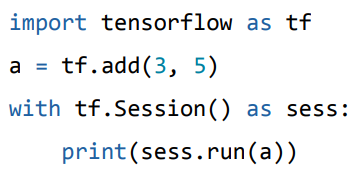 import tensorflow as tf
a = tf.add(3, 5)
with tf.Session() as sess:
    print(sess.run(a))